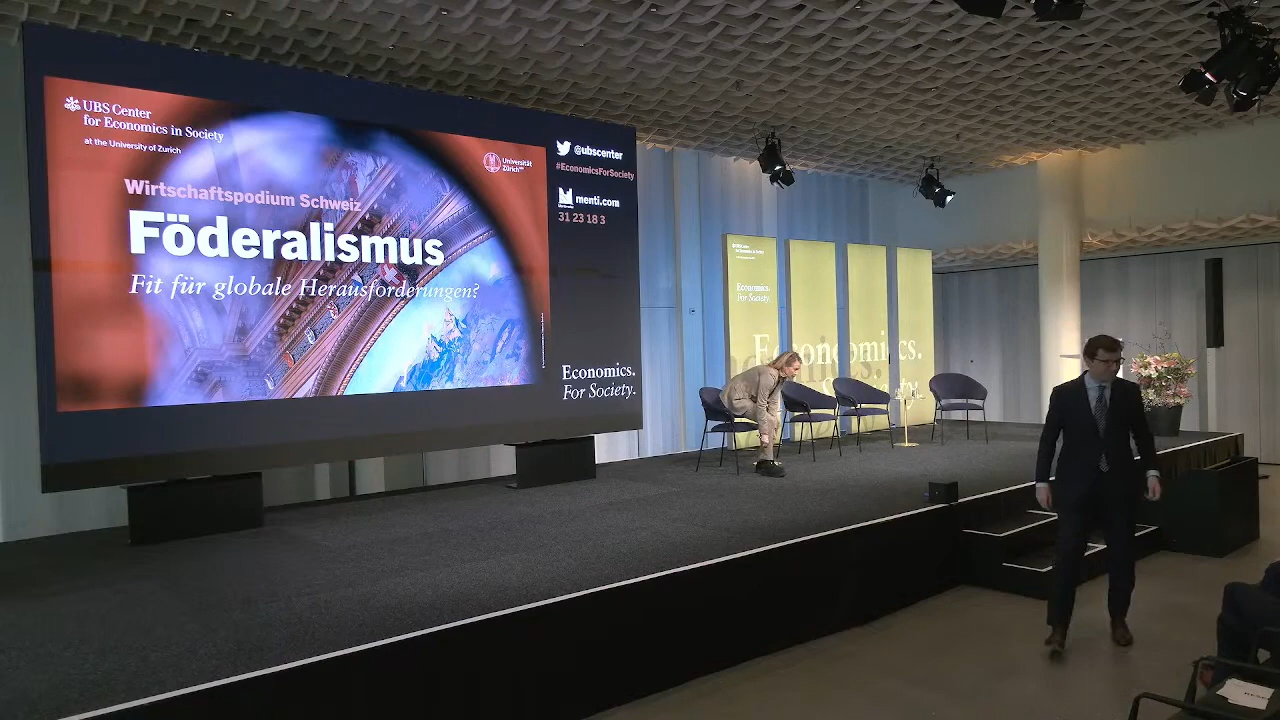 UBS Center
for Economics in Society
at the University of Zurich
Universität
Zürich
Wirtschaftspodium Schweiz
Föderalismus
Fit für globale Herausforderungen?
@ubscenter
#EconomicsForSociety
menti.com
31 23 18 3
Economics.
For Society.
Economics.
For Society.
Economics.